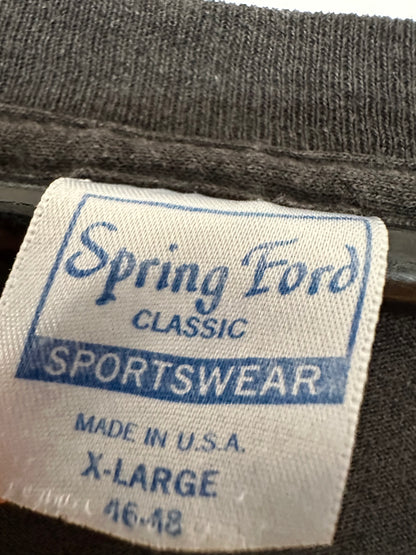 Spring Ford
CLASSIC
SPORTSWEAR
MADE IN U.S.A.
X-LARGE
46-48